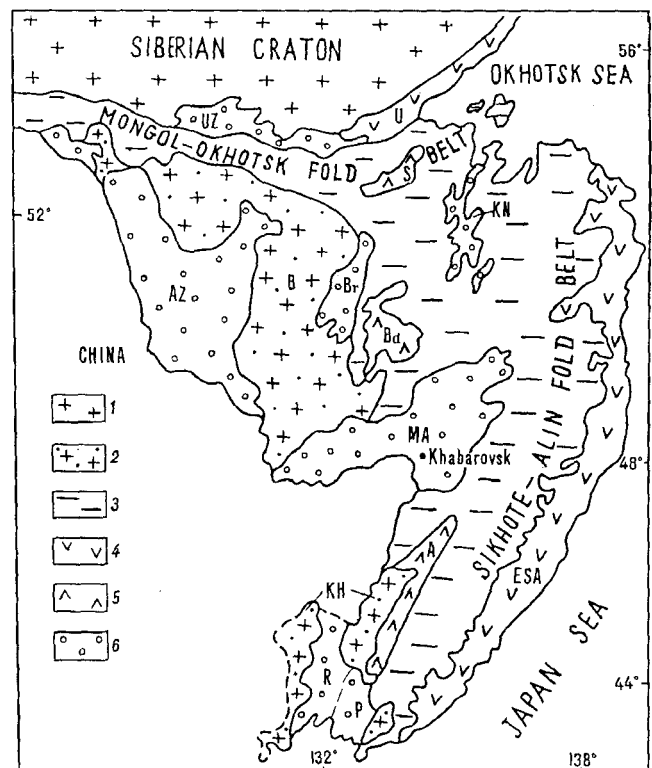 SIBERIAN CRATON
56°
OKHOTSK SEA
UZ
U
MONGOL-OKHOTSK FOLD BELT
S
52°
KN
AZ
B
Br
Bd
CHINA
MA
Khabarovsk
48°
SIKHOTE-ALIN FOLD BELT
1
2
3
4
5
6
A
ESA
KH
R
P
JAPAN SEA
44°
132°
138°